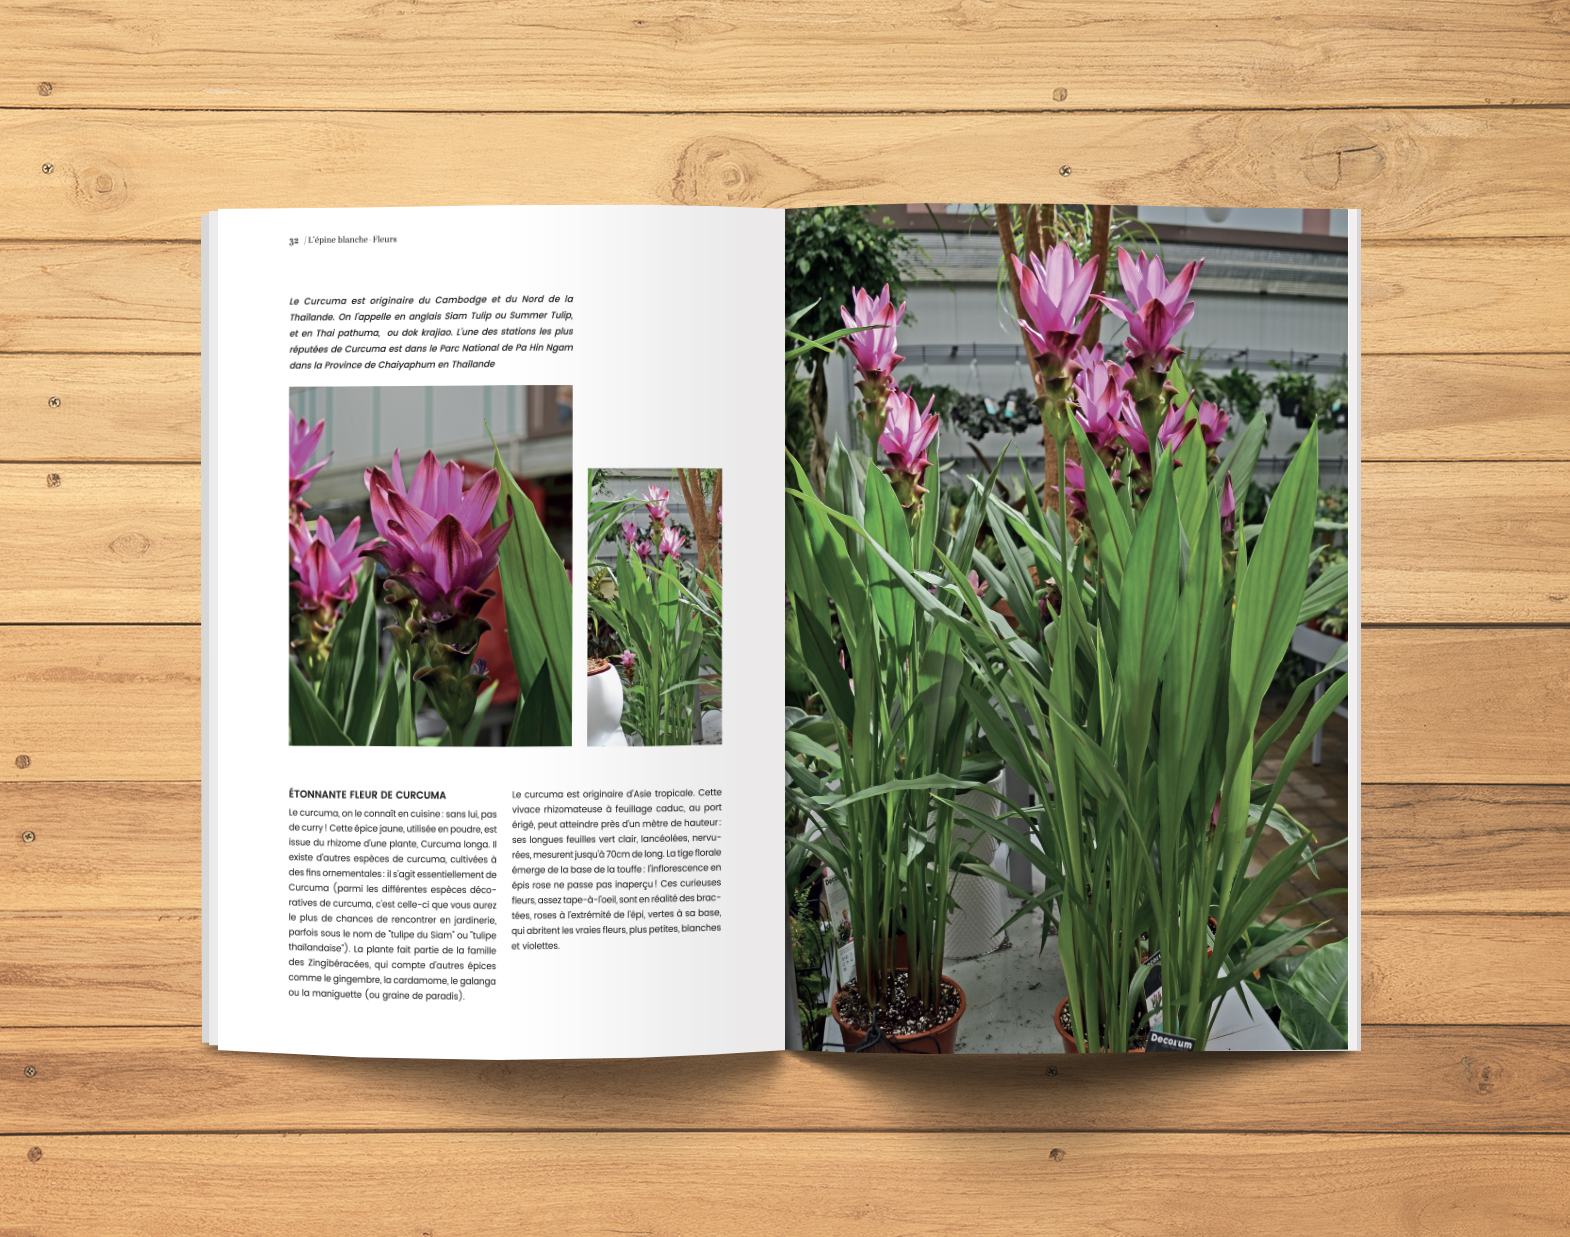 32 / L'épine blanche Fleurs
Le Curcuma est originaire du Cambodge et du Nord de la
Thaïlande. On l'appelle en anglais Siam Tulip ou Summer Tulip,
et en Thai pathuma, ou dok krajiao. L'une des stations les plus
réputées de Curcuma est dans le Parc National de Pa Hin Ngam
dans la Province de Chaiyaphum en Thaïlande
ÉTONNANTE FLEUR DE CURCUMA
Le curcuma, on le connaît en cuisine : sans lui, pas
de curry ! Cette épice jaune, utilisée en poudre, est
issue du rhizome d'une plante, Curcuma longa. Il
existe d'autres espèces de curcuma, cultivées à
des fins ornementales : il s'agit essentiellement de
Curcuma (parmi les différentes espèces déco-
ratives de curcuma, c'est celle-ci que vous aurez
le plus de chances de rencontrer en jardinerie,
parfois sous le nom de "tulipe du Siam" ou "tulipe
thaïlandaise"). La plante fait partie de la famille
des Zingibéracées, qui compte d'autres épices
comme le gingembre, la cardamome, le galanga
ou la maniguette (ou graine de paradis).
Le curcuma est originaire d'Asie tropicale. Cette
vivace rhizomateuse à feuillage caduc, au port
érigé, peut atteindre près d'un mètre de hauteur :
ses longues feuilles vert clair, lancéolées, nervu-
rées, mesurent jusqu'à 70cm de long. La tige florale
émerge de la base de la touffe : l'inflorescence en
épis rose ne passe pas inaperçu ! Ces curieuses
fleurs, assez tape-à-l'oeil, sont en réalité des brac-
tées, roses à l'extrémité de l'épi, vertes à sa base,
qui abritent les vraies fleurs, plus petites, blanches
et violettes.
Decorum